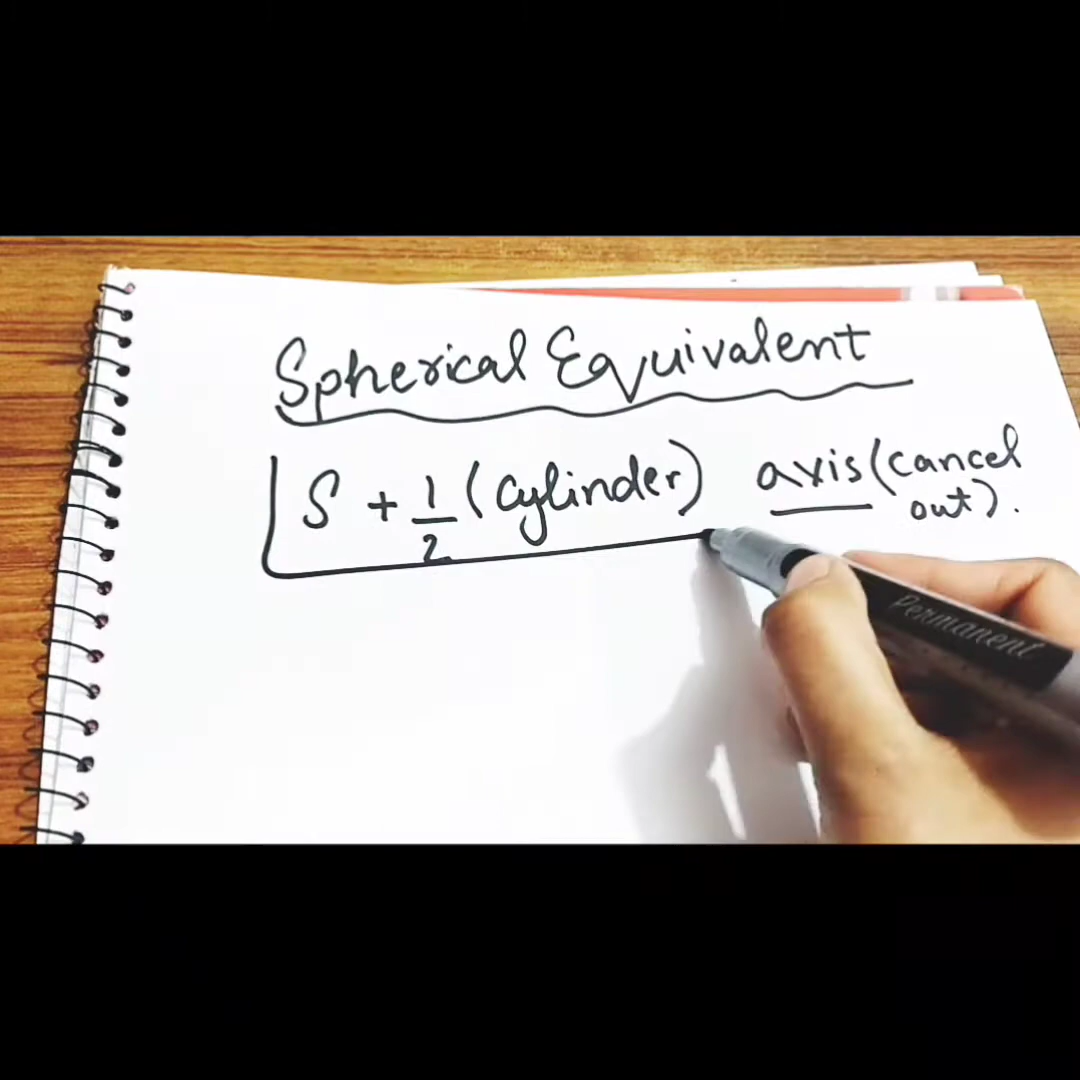 Spherical Equivalent
S + 1/2 (cylinder) axis (cancel out).
Permanent